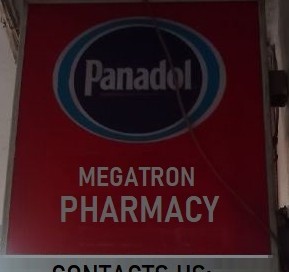 Panadol
MEGATRON
PHARMACY
CONTACTS US: